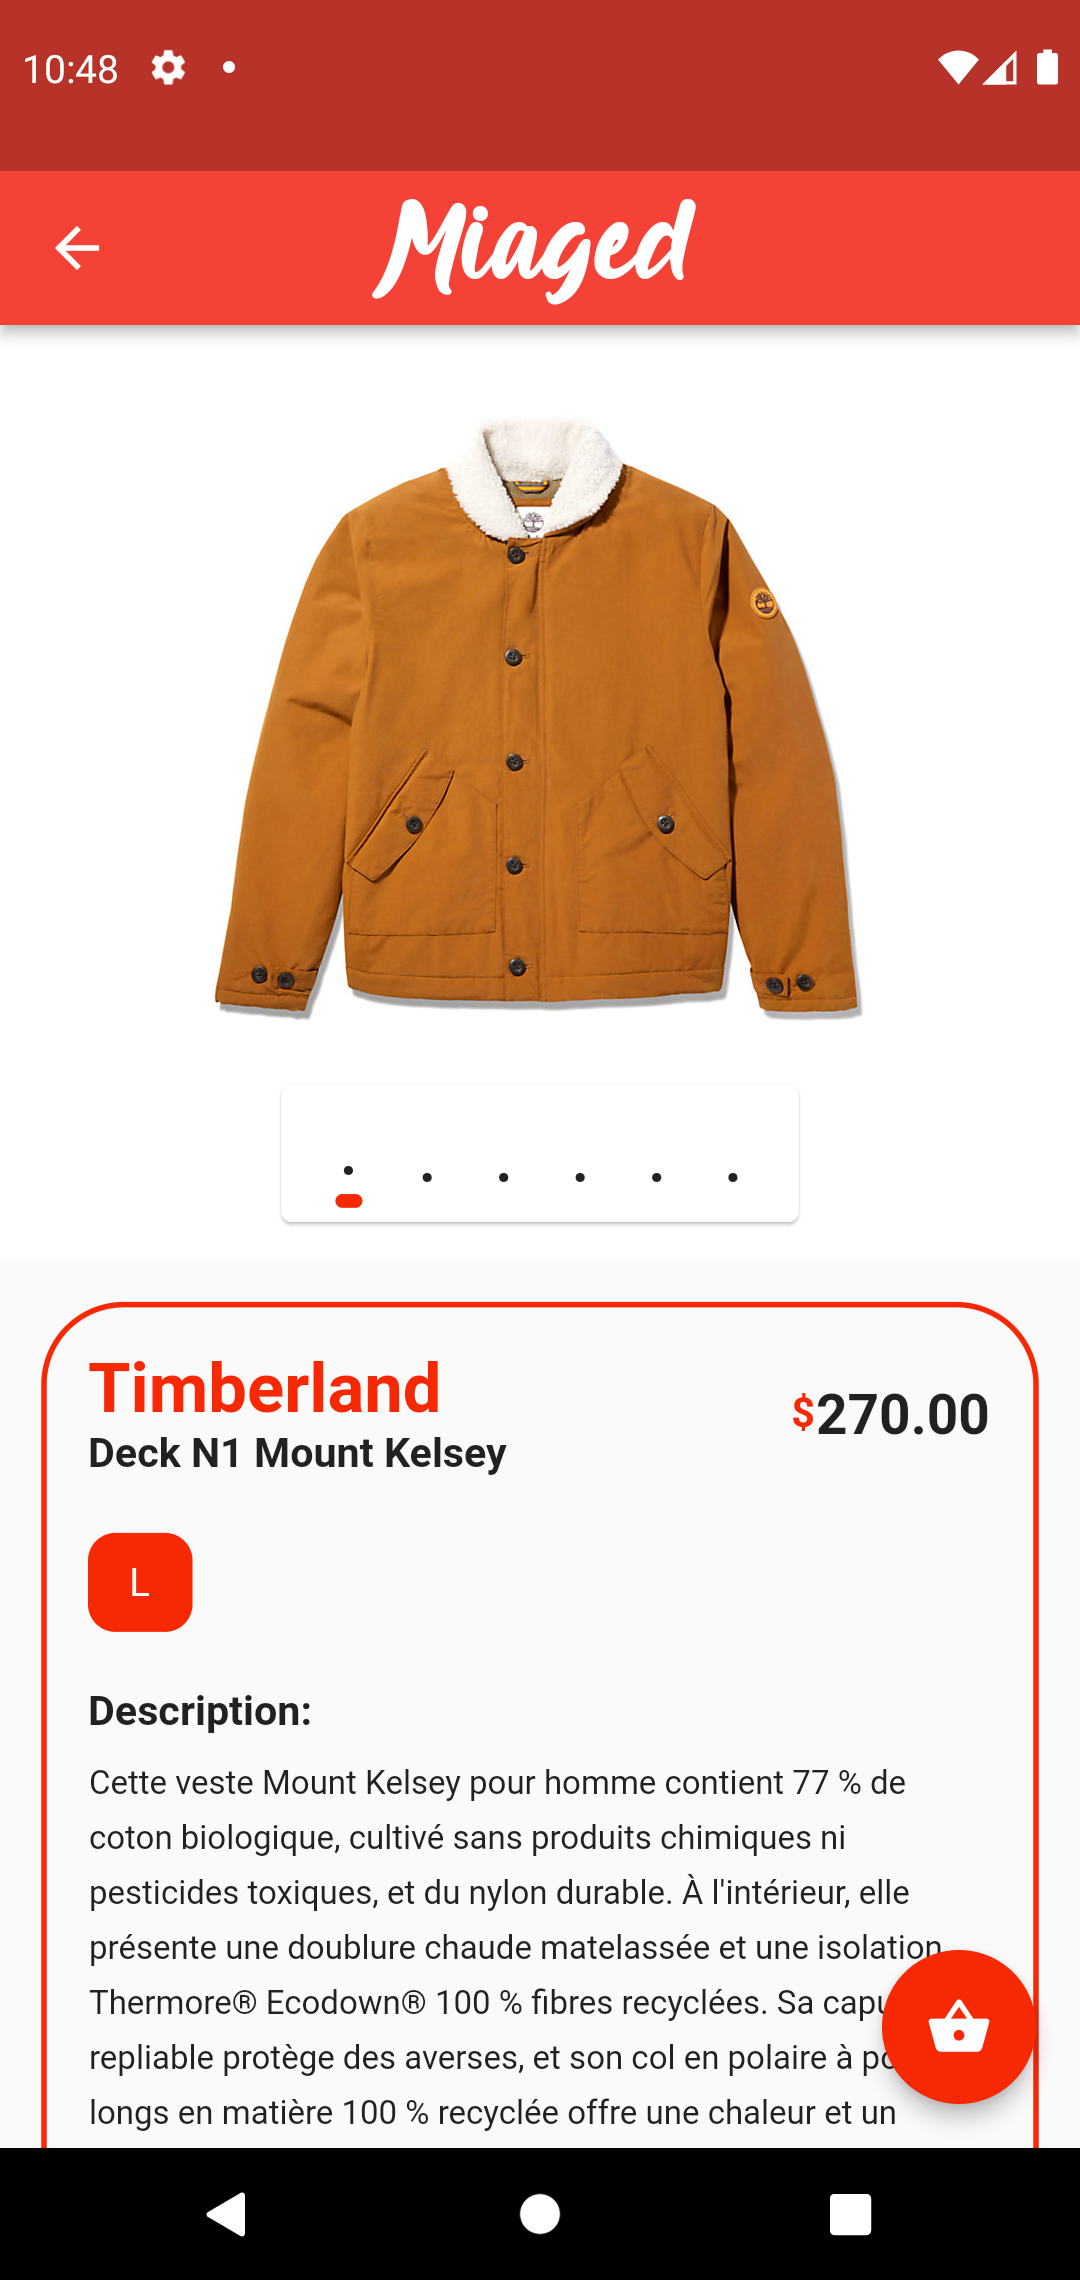 10:48
Miaged
Timberland
Deck N1 Mount Kelsey
$270.00
L
Description:
Cette veste Mount Kelsey pour homme contient 77 % de
coton biologique, cultivé sans produits chimiques ni
pesticides toxiques, et du nylon durable. À l'intérieur, elle
présente une doublure chaude matelassée et une isolation
Thermore® Ecodown® 100 % fibres recyclées. Sa
repliable protège des averses, et son col en polaire à
longs en matière 100 % recyclée offre une chaleur et un